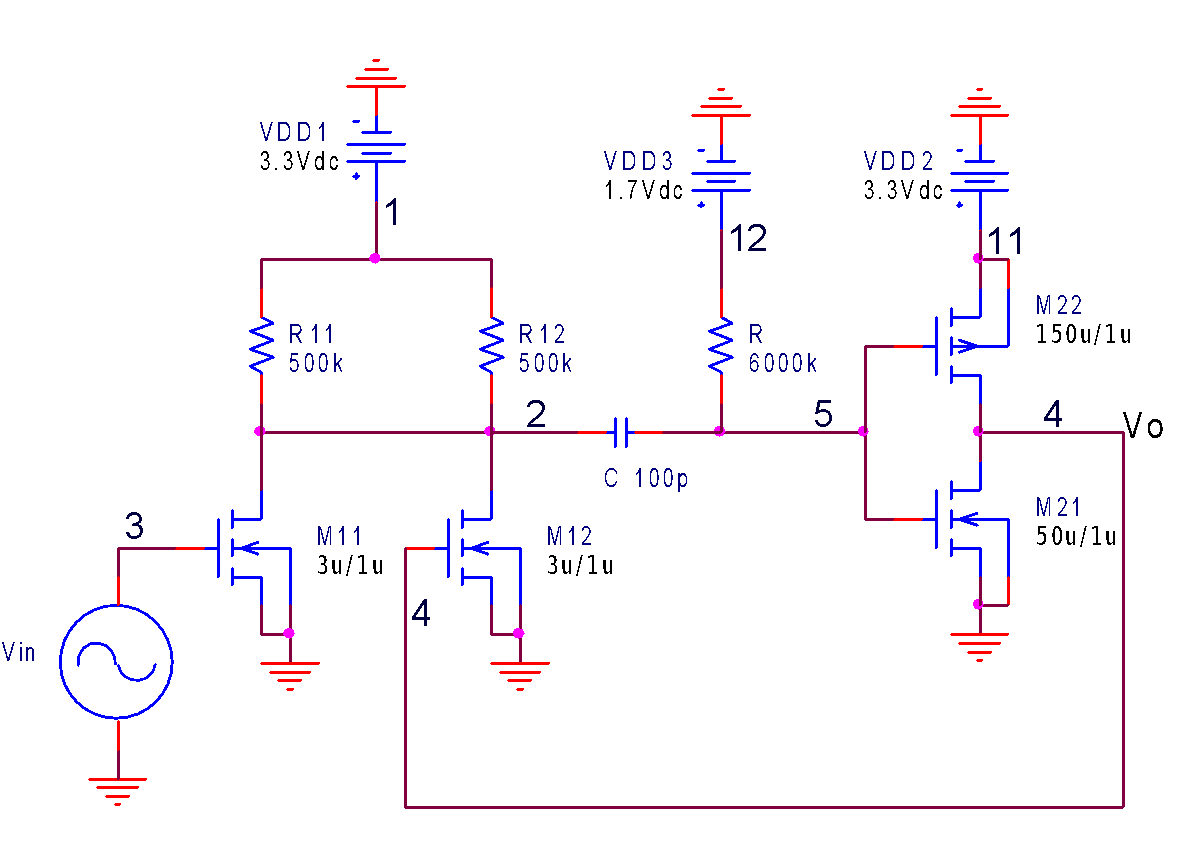 VDD1
3.3Vdc
-
+
1
VDD3
1.7Vdc
-
+
12
VDD2
3.3Vdc
-
+
11
R11
500k
R12
500k
R
6000k
M22
150u/1u
2
5
4
Vo
C 100p
M11
3u/1u
M12
3u/1u
M21
50u/1u
3
4
Vin